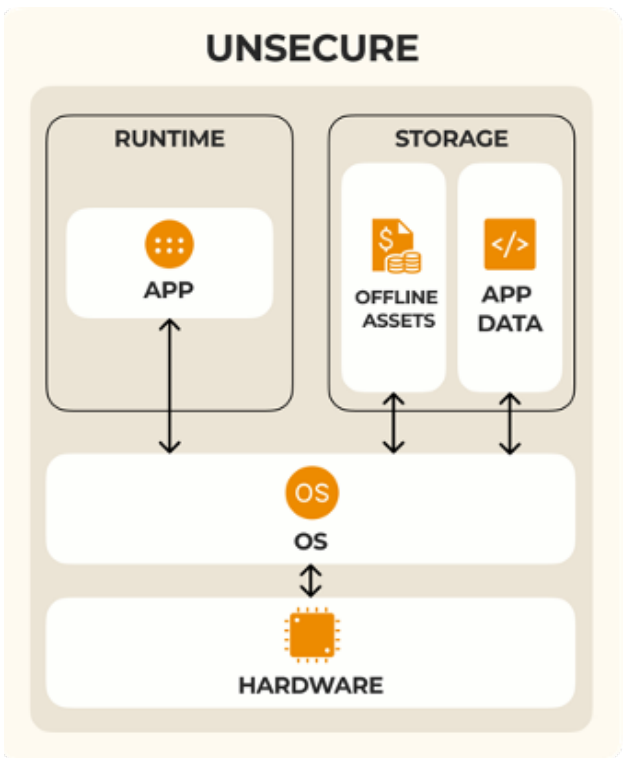 UNSECURE
RUNTIME
APP
STORAGE
$
OFFLINE
ASSETS
</>
APP
DATA
OS
OS
HARDWARE